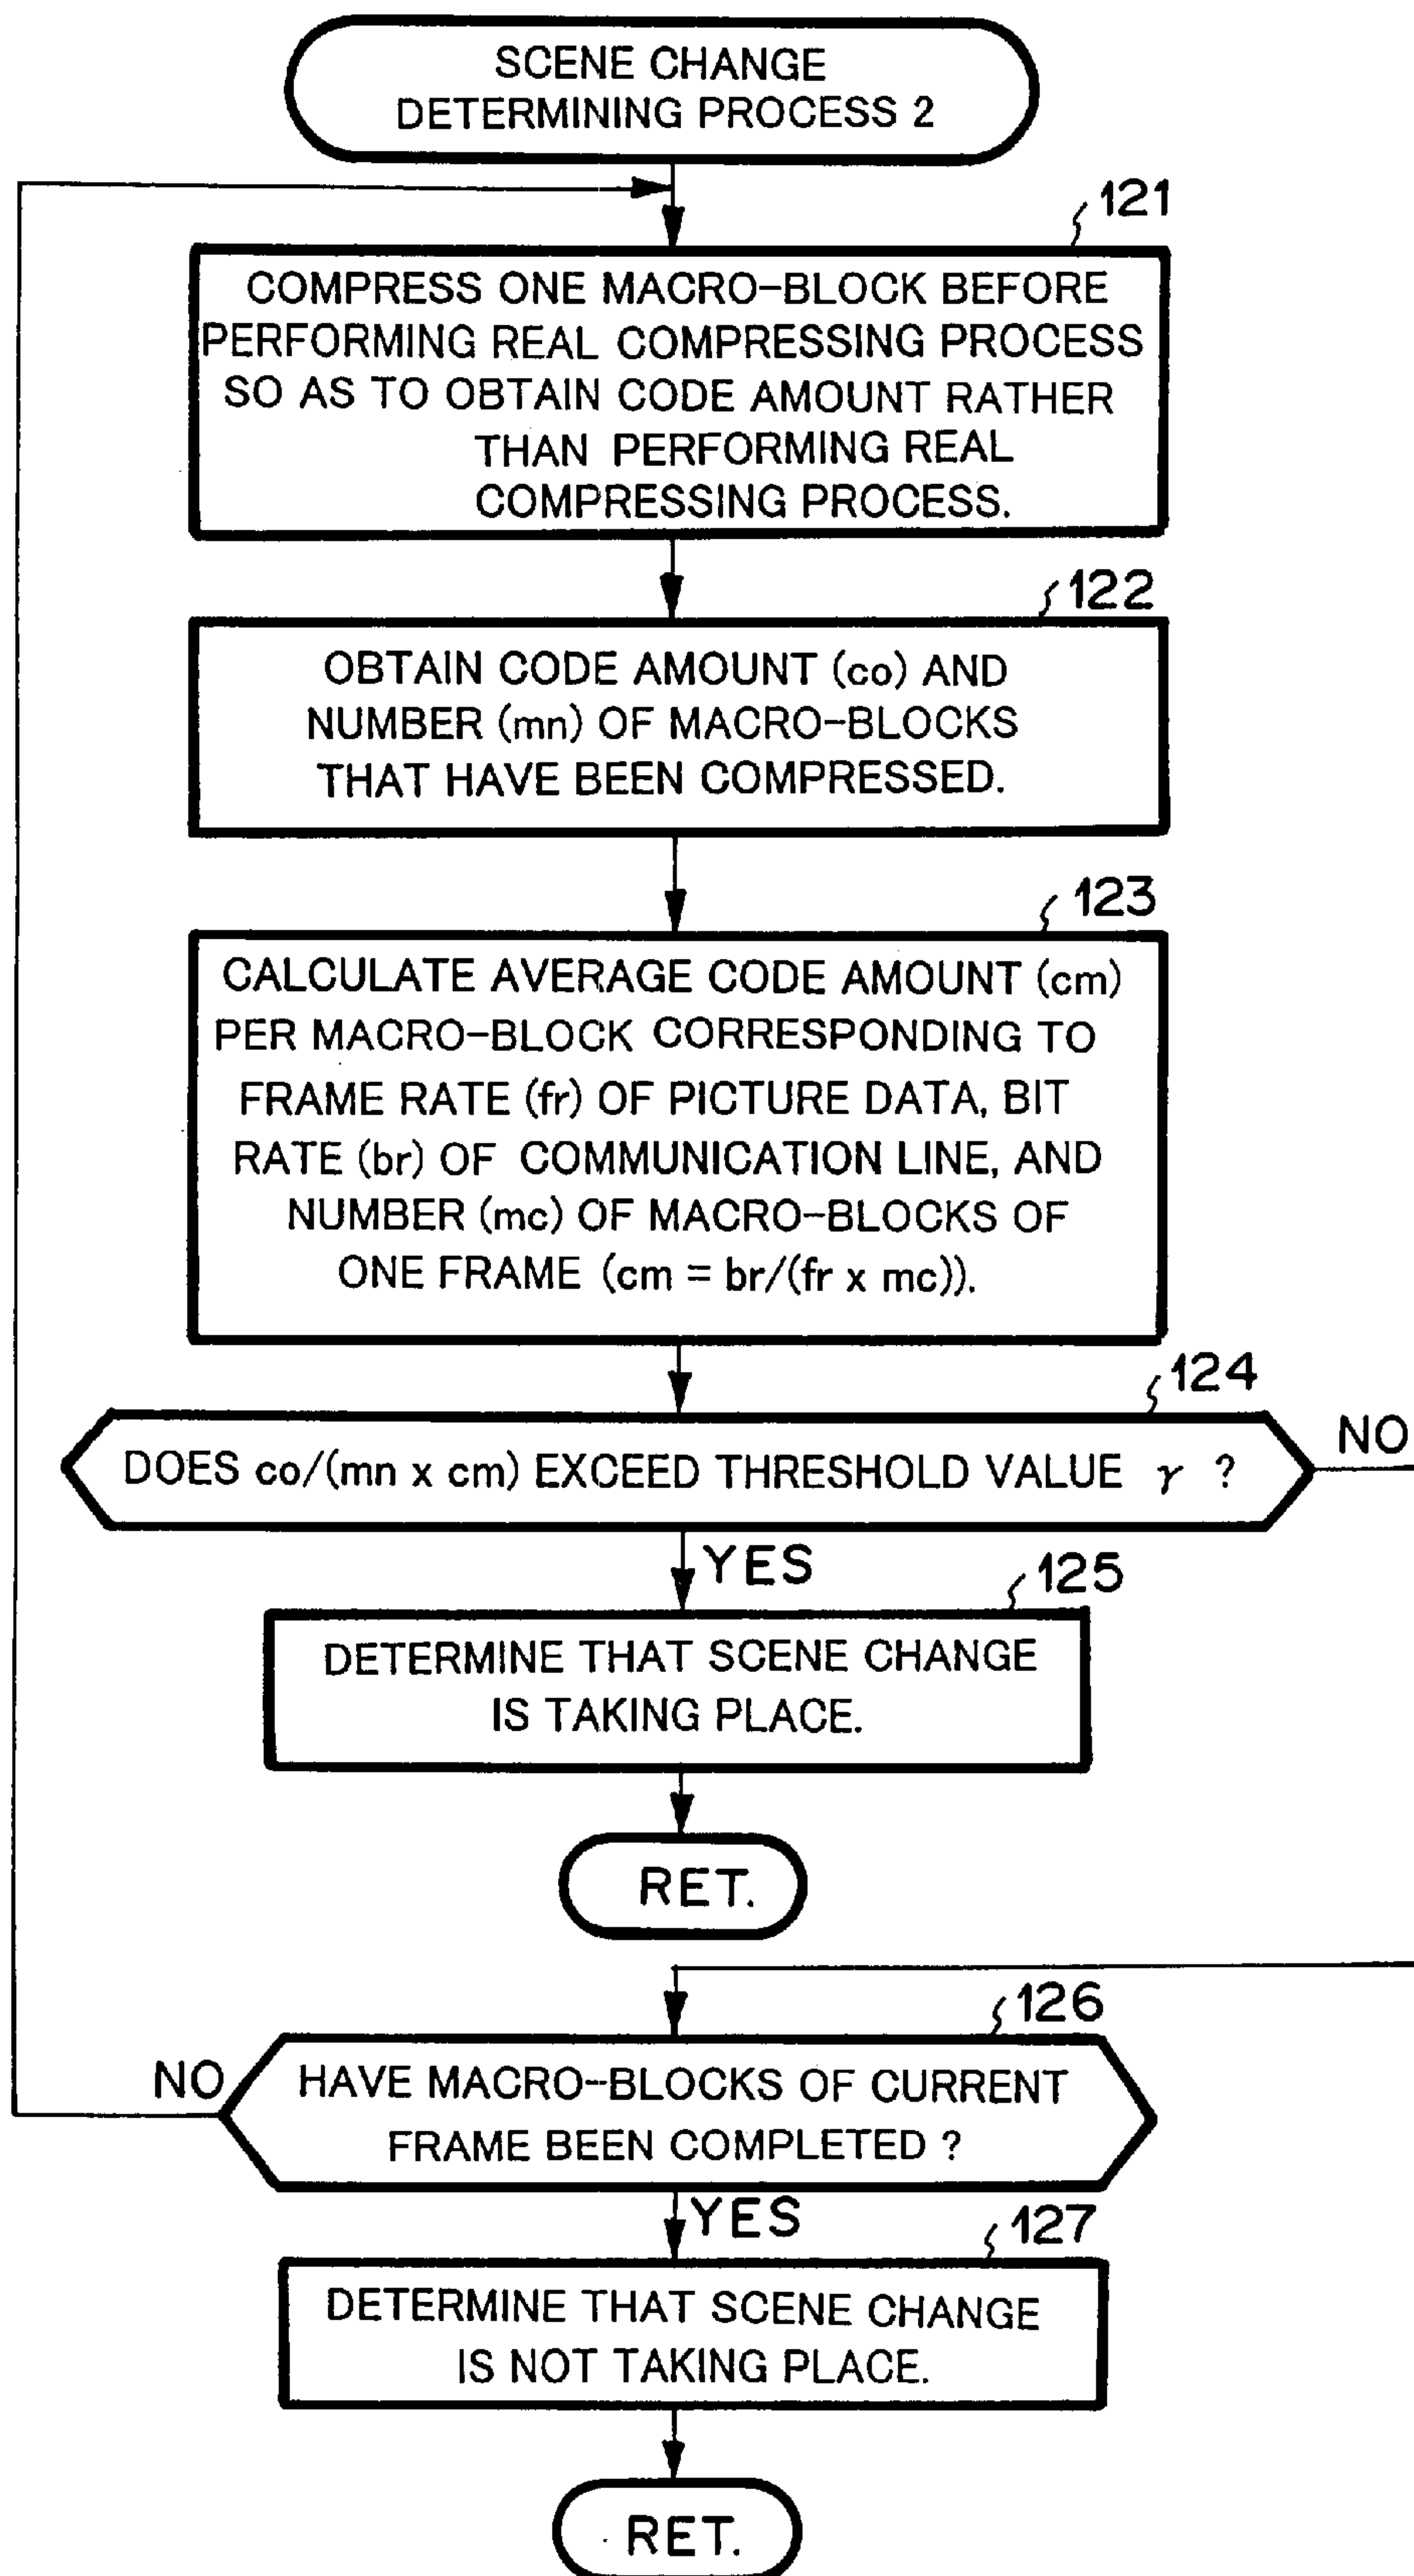 SCENE CHANGE
DETERMINING PROCESS 2
121
COMPRESS ONE MACRO-BLOCK BEFORE
PERFORMING REAL COMPRESSING PROCESS
SO AS TO OBTAIN CODE AMOUNT RATHER
THAN PERFORMING REAL
COMPRESSING PROCESS.
122
OBTAIN CODE AMOUNT (co) AND
NUMBER (mn) OF MACRO-BLOCKS
THAT HAVE BEEN COMPRESSED.
123
CALCULATE AVERAGE CODE AMOUNT (cm)
PER MACRO-BLOCK CORRESPONDING TO
FRAME RATE (fr) OF PICTURE DATA, BIT
RATE (br) OF COMMUNICATION LINE, AND
NUMBER (mc) OF MACRO-BLOCKS OF
ONE FRAME (cm = br/(fr x mc)).
124
DOES co/(mn x cm) EXCEED THRESHOLD VALUE γ ?
NO
YES
125
DETERMINE THAT SCENE CHANGE
IS TAKING PLACE.
RET.
126
NO
HAVE MACRO-BLOCKS OF CURRENT
FRAME BEEN COMPLETED ?
YES
127
DETERMINE THAT SCENE CHANGE
IS NOT TAKING PLACE.
RET.